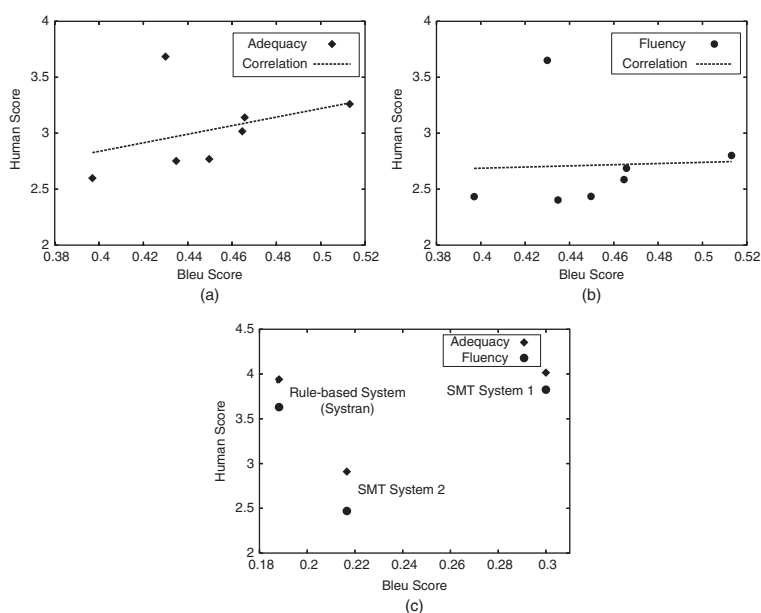 4
3.5
3
2.5
2
Human Score
Adequacy
Correlation
0.38 0.4 0.42 0.44 0.46 0.48 0.5 0.52
Bleu Score
(a)
4
3.5
3
2.5
2
Human Score
Fluency
Correlation
0.38 0.4 0.42 0.44 0.46 0.48 0.5 0.52
Bleu Score
(b)
4.5
4
3.5
3
2.5
2
Human Score
Adequacy
Fluency
Rule-based System
(Systran)
SMT System 1
SMT System 2
0.18 0.2 0.22 0.24 0.26 0.28 0.3
Bleu Score
(c)